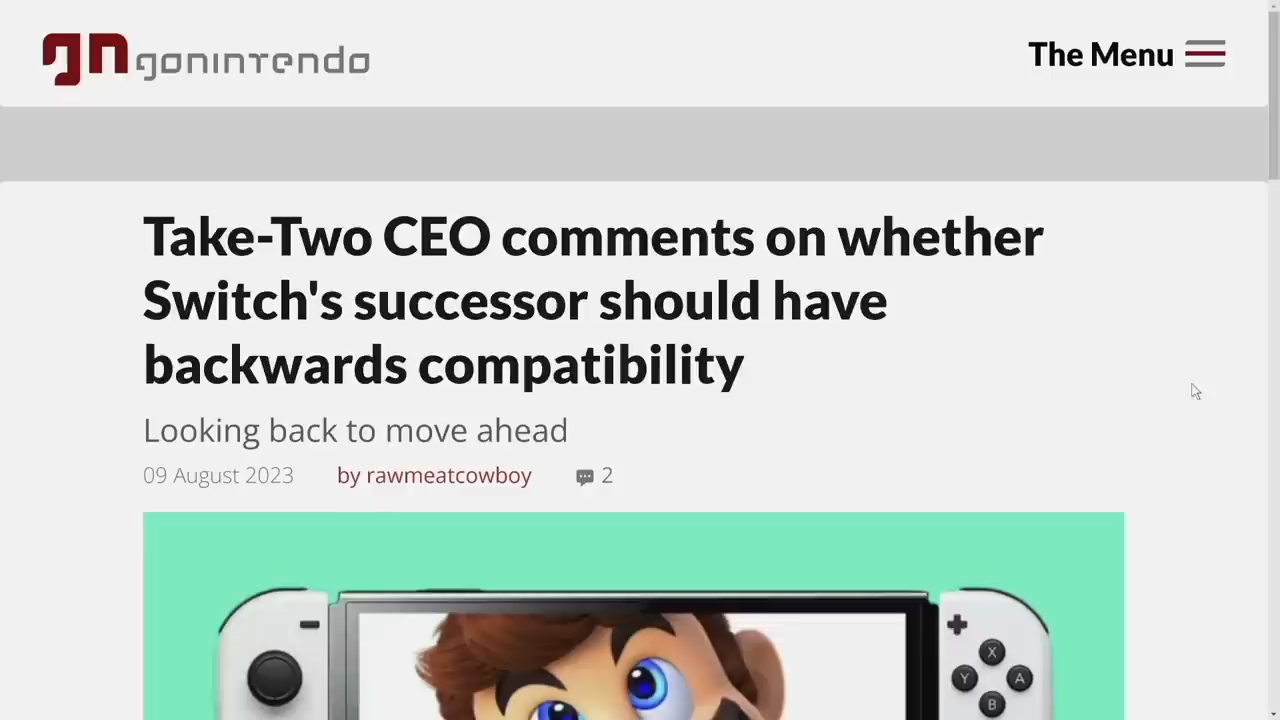 gn gonintendo
The Menu
Take-Two CEO comments on whether
Switch's successor should have
backwards compatibility
Looking back to move ahead
09 August 2023 by rawmeatcowboy 2
X
Y A
B